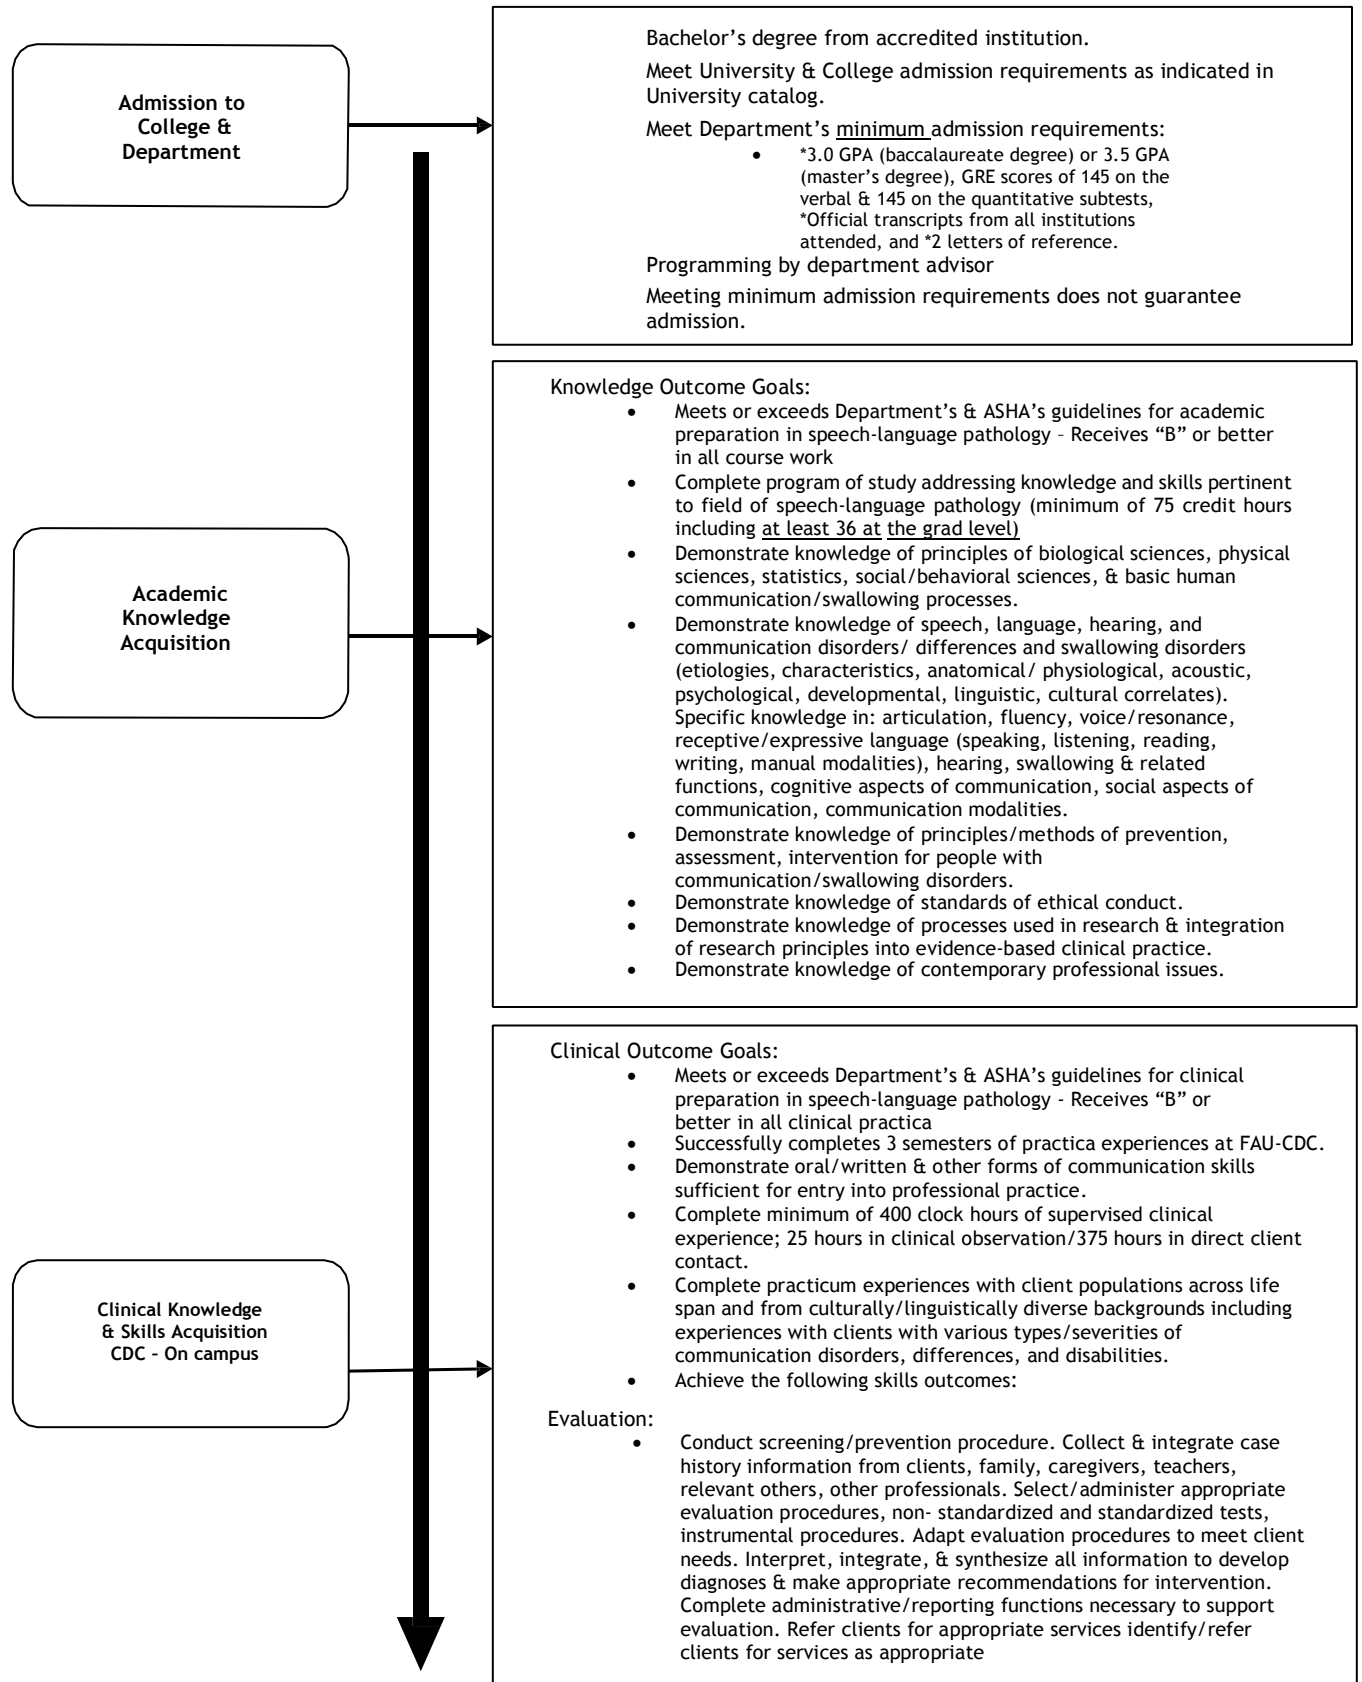 Admission to
College &
Department
Bachelor’s degree from accredited institution.
Meet University & College admission requirements as indicated in
University catalog.
Meet Department’s minimum admission requirements:
• *3.0 GPA (baccalaureate degree) or 3.5 GPA
(master’s degree), GRE scores of 145 on the
verbal & 145 on the quantitative subtests,
*Official transcripts from all institutions
attended, and *2 letters of reference.
Programming by department advisor
Meeting minimum admission requirements does not guarantee
admission.
Academic
Knowledge
Acquisition
Knowledge Outcome Goals:
• Meets or exceeds Department’s & ASHA’s guidelines for academic
preparation in speech-language pathology – Receives “B” or better
in all course work
• Complete program of study addressing knowledge and skills pertinent
to field of speech-language pathology (minimum of 75 credit hours
including at least 36 at the grad level)
• Demonstrate knowledge of principles of biological sciences, physical
sciences, statistics, social/behavioral sciences, & basic human
communication/swallowing processes.
• Demonstrate knowledge of speech, language, hearing, and
communication disorders/ differences and swallowing disorders
(etiologies, characteristics, anatomical/ physiological, acoustic,
psychological, developmental, linguistic, cultural correlates).
Specific knowledge in: articulation, fluency, voice/resonance,
receptive/expressive language (speaking, listening, reading,
writing, manual modalities), hearing, swallowing & related
functions, cognitive aspects of communication, social aspects of
communication, communication modalities.
• Demonstrate knowledge of principles/methods of prevention,
assessment, intervention for people with
communication/swallowing disorders.
• Demonstrate knowledge of standards of ethical conduct.
• Demonstrate knowledge of processes used in research & integration
of research principles into evidence-based clinical practice.
• Demonstrate knowledge of contemporary professional issues.
Clinical Knowledge
& Skills Acquisition
CDC – On campus
Clinical Outcome Goals:
• Meets or exceeds Department’s & ASHA’s guidelines for clinical
preparation in speech-language pathology - Receives “B” or
better in all clinical practica
• Successfully completes 3 semesters of practica experiences at FAU-CDC.
• Demonstrate oral/written & other forms of communication skills
sufficient for entry into professional practice.
• Complete minimum of 400 clock hours of supervised clinical
experience; 25 hours in clinical observation/375 hours in direct client
contact.
• Complete practicum experiences with client populations across life
span and from culturally/linguistically diverse backgrounds including
experiences with clients with various types/severities of
communication disorders, differences, and disabilities.
• Achieve the following skills outcomes:
Evaluation:
• Conduct screening/prevention procedure. Collect & integrate case
history information from clients, family, caregivers, teachers,
relevant others, other professionals. Select/administer appropriate
evaluation procedures, non- standardized and standardized tests,
instrumental procedures. Adapt evaluation procedures to meet client
needs. Interpret, integrate, & synthesize all information to develop
diagnoses & make appropriate recommendations for intervention.
Complete administrative/reporting functions necessary to support
evaluation. Refer clients for appropriate services identify/refer
clients for services as appropriate